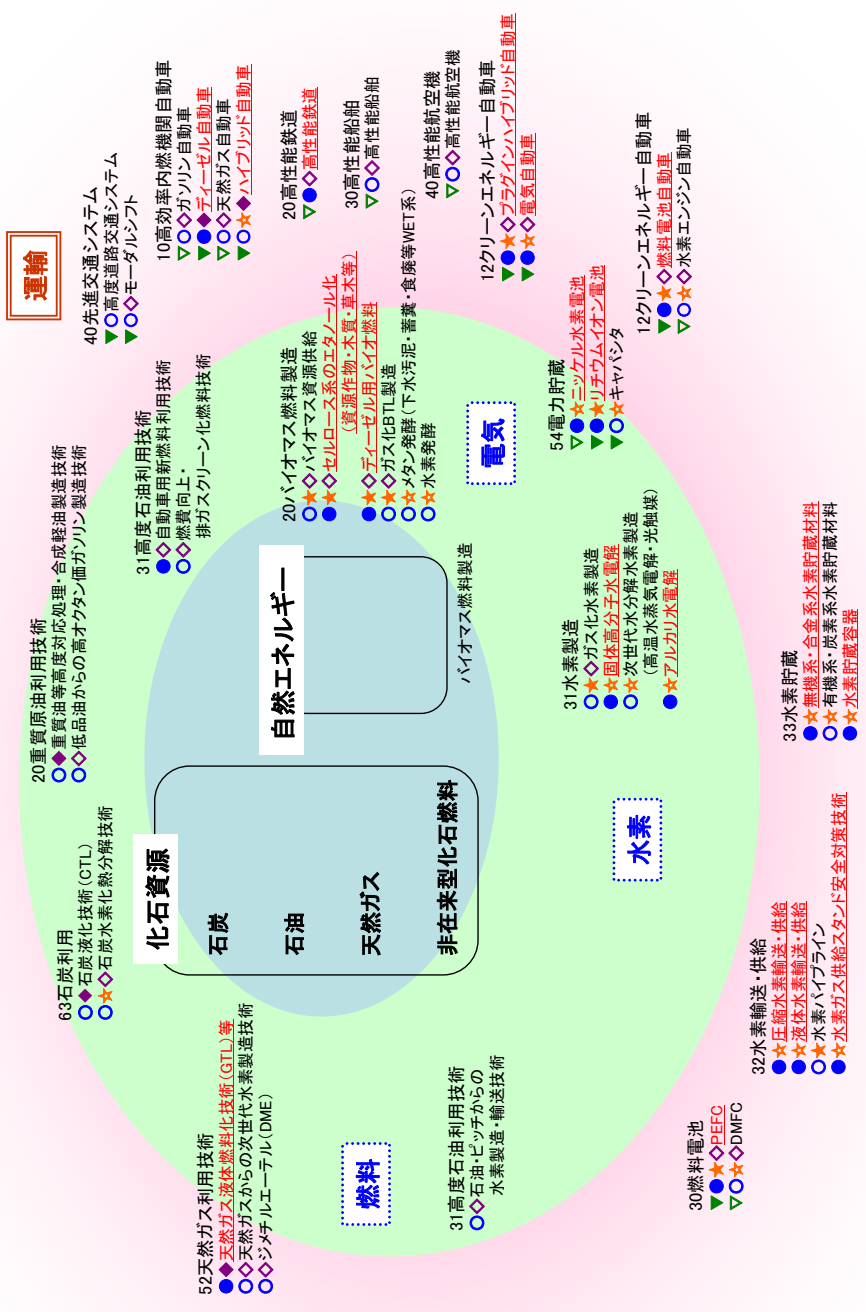 運輸
40先進交通システム
▼○高度道路交通システム
▼○◇モーダルシフト
10高効率内燃機関自動車
▽○◇ガソリン自動車
▼●◆ディーゼル自動車
▽○◇天然ガス自動車
▼○☆◆ハイブリッド自動車
20高性能鉄道
▽●◇高性能鉄道
30高性能船舶
▽○◇高性能船舶
40高性能航空機
▽○◇高性能航空機
12クリーンエネルギー自動車
▼●★◇プラグインハイブリッド自動車
▼●★◇電気自動車
12クリーンエネルギー自動車
▼●★◇燃料電池自動車
▽○☆◇水素エンジン自動車
20重質原油利用技術
○◆重質油等高度対応処理・合成軽油製造技術
○◇低品油からの高オクタン価ガソリン製造技術
31高度石油利用技術
●◇自動車用新燃料利用技術
○◇燃費向上・
排ガスクリーン化燃料技術
20バイオマス燃料製造
○★◇バイオマス資源供給
●★◇セルロース系のエタノール化
(資源作物・木質・草木等)
●★◇ディーゼル用バイオ燃料
○★◇ガス化BTL製造
○☆メタン発酵(下水汚泥・蓄糞・食廃等WET系)
○☆水素発酵
電気
54電力貯蔵
▽●☆ニッケル水素電池
▼●★リチウムイオン電池
▼○☆キャパシタ
63石炭利用
○◆石炭液化技術(CTL)
○☆◇石炭水素化熱分解技術
化石資源
石炭
石油
天然ガス
非在来型化石燃料
自然エネルギー
バイオマス燃料製造
31水素製造
○★◇ガス化水素製造
●☆固体高分子水電解
○☆次世代水分解水素製造
(高温水蒸気電解・光触媒)
●☆アルカリ水電解
33水素貯蔵
●☆無機系・合金系水素貯蔵材料
○☆有機系・炭素系水素貯蔵材料
●☆水素貯蔵容器
52天然ガス利用技術
●◆天然ガス液体燃料化技術(GTL)等
○◇天然ガスからの次世代水素製造技術
○◇ジメチルエーテル(DME)
燃料
31高度石油利用技術
○◇石油・ピッチからの
水素製造・輸送技術
水素
32水素輸送・供給
●☆圧縮水素輸送・供給
●☆液体水素輸送・供給
○★水素パイプライン
●☆水素ガス供給スタンド安全対策技術
30燃料電池
▼●★◇PEFC
▽○☆◇DMFC